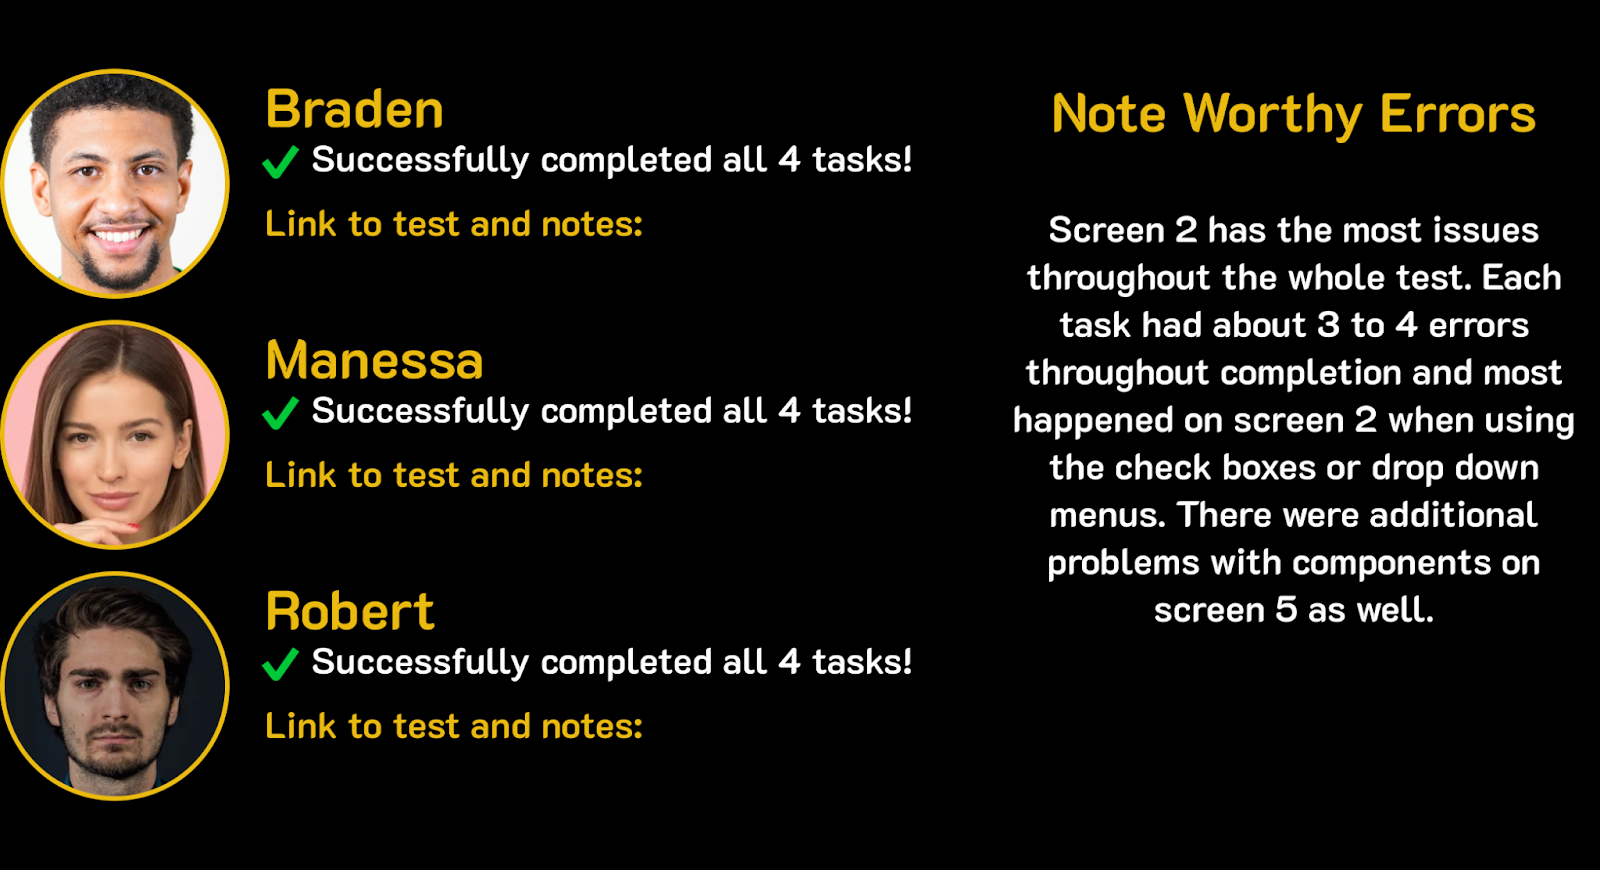 Braden
Successfully completed all 4 tasks!
Link to test and notes:
Manessa
Successfully completed all 4 tasks!
Link to test and notes:
Robert
Successfully completed all 4 tasks!
Link to test and notes:
Note Worthy Errors
Screen 2 has the most issues
throughout the whole test. Each
task had about 3 to 4 errors
throughout completion and most
happened on screen 2 when using
the check boxes or drop down
menus. There were additional
problems with components on
screen 5 as well.